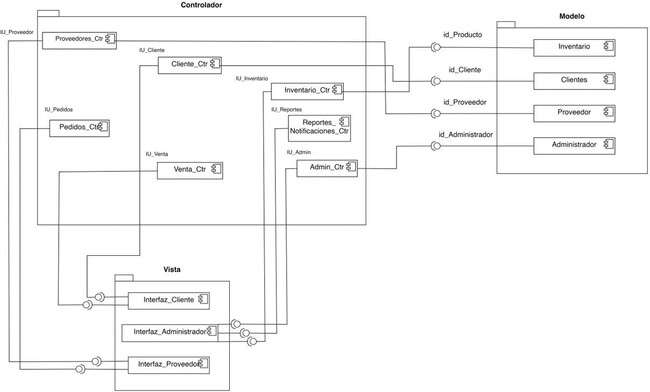 Controlador
Modelo
IU_Proveedor
Proveedores_Ctr
id_Producto
Inventario
IU_Cliente
Cliente_Ctr
id_Cliente
Clientes
IU_Inventario
Inventario_Ctr
id_Proveedor
Proveedor
IU_Pedidos
Pedidos_Ctr
IU_Reportes
Reportes_
Notificaciones_Ctr
id_Administrador
Administrador
IU_Venta
Venta_Ctr
IU_Admin
Admin_Ctr
Vista
Interfaz_Cliente
Interfaz_Administrador
Interfaz_Proveedor